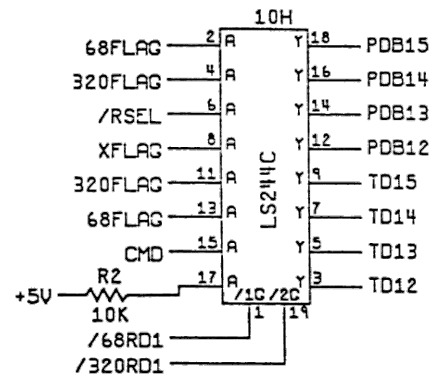 10H
68FLAG 2 A Y 18 PDB15
320FLAG 4 A Y 16 PDB14
/RSEL 6 A Y 14 PDB13
XFLAG 8 A Y 12 PDB12
320FLAG 11 A Y 9 TD15
68FLAG 13 A Y 7 TD14
CMD 15 A Y 5 TD13
17 A Y 3 TD12
LS244C
R2
+5V
10K
/1G /2G
1 19
/68RD1
/320RD1